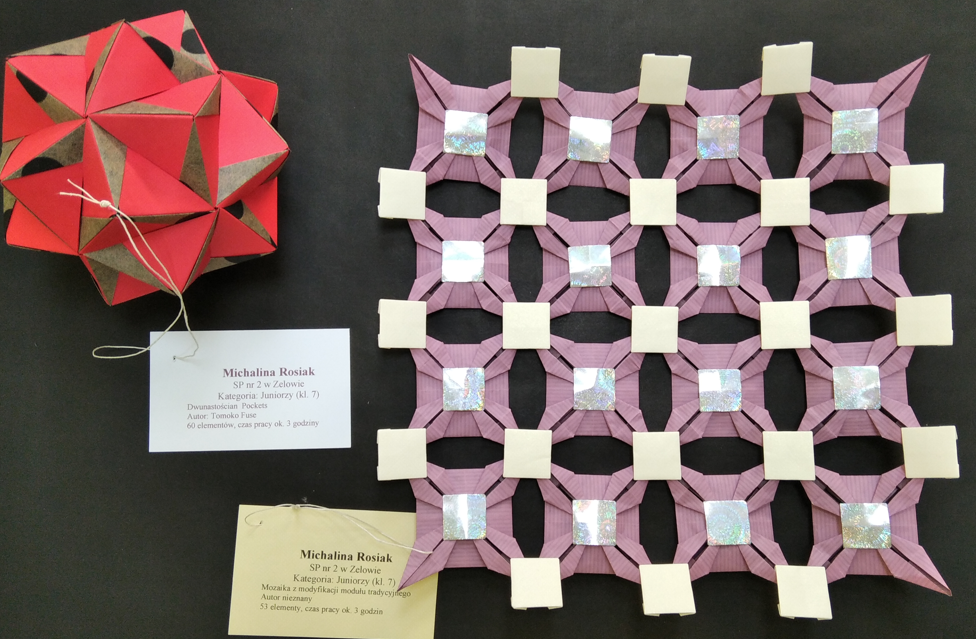 Michalina Rosiak
SP nr 2 w Zelowie
Kategoria: Juniorzy (kl. 7)
Dwunastościan Pockets
Autor: Tomoko Fuse
60 elementów, czas pracy ok. 3 godziny
Michalina Rosiak
SP nr 2 w Zelowie
Kategoria: Juniorzy (kl. 7)
Mozaika z modyfikacji modułu tradycyjnego
Autor nieznany
53 elementy, czas pracy ok. 3 godzin